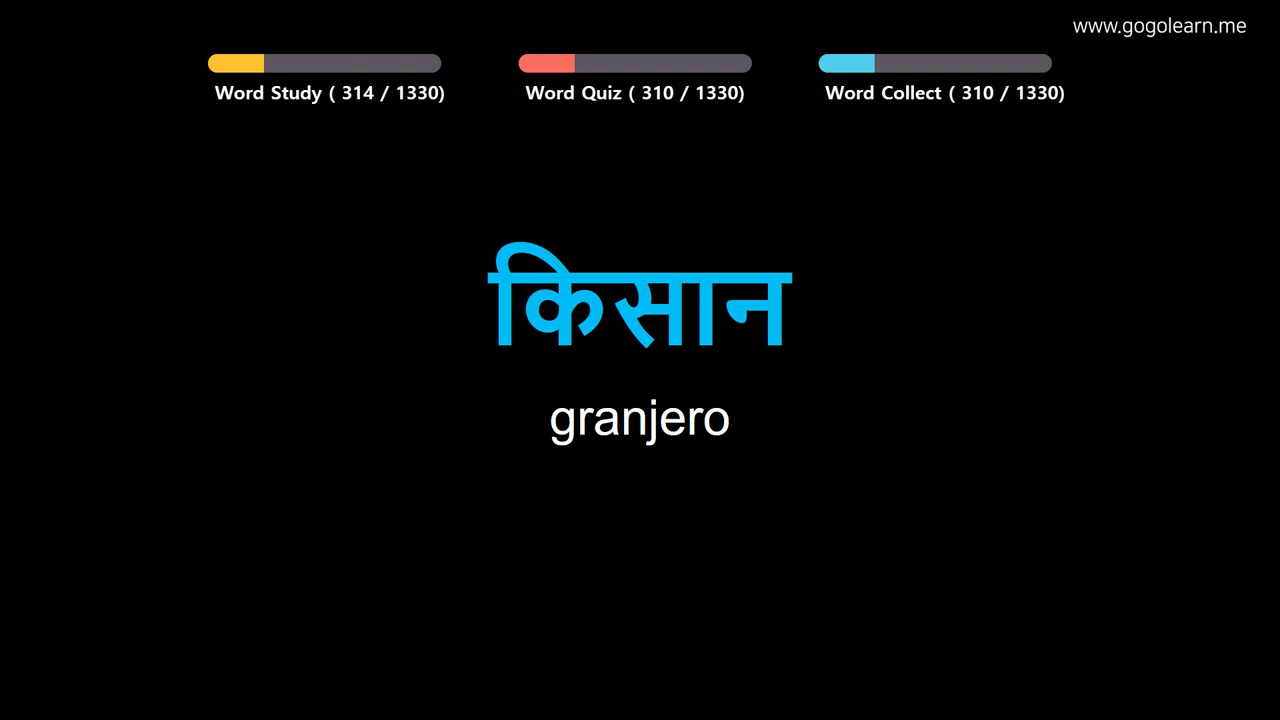 www.gogolearn.me
Word Study ( 314 / 1330)
Word Quiz ( 310 / 1330)
Word Collect ( 310 / 1330)
किसान
granjero